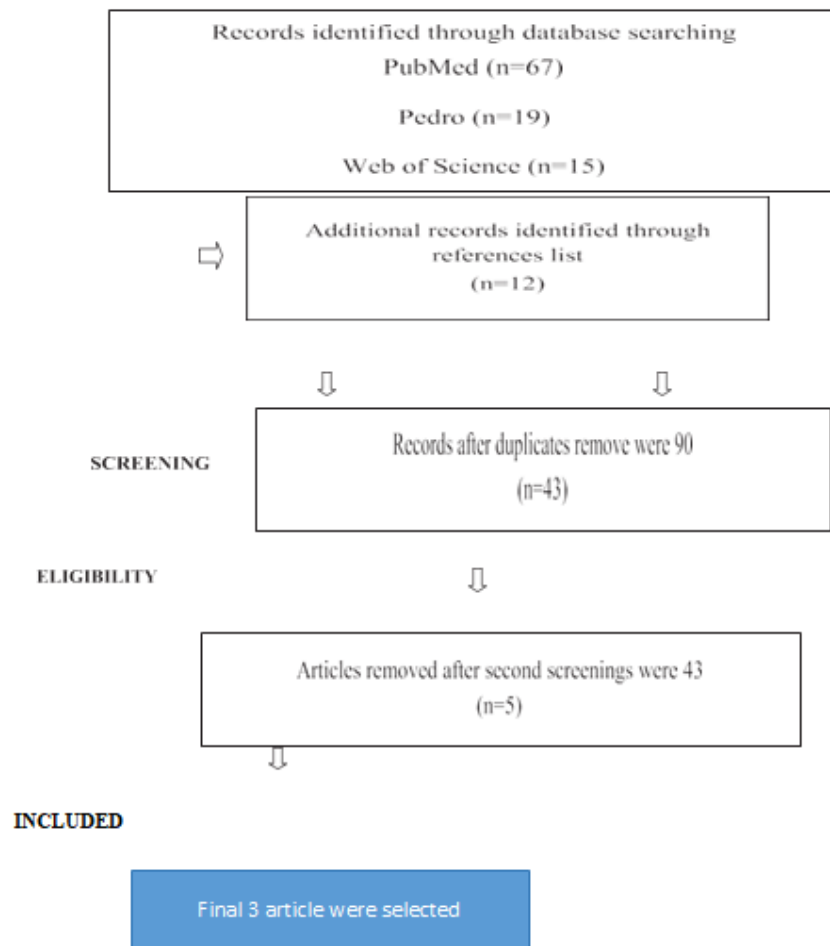 Records identified through database searching
PubMed (n=67)
Pedro (n=19)
Web of Science (n=15)
Additional records identified through
references list
(n=12)
Records after duplicates remove were 90
SCREENING
(n=43)
ELIGIBILITY
Articles removed after second screenings were 43
(n=5)
INCLUDED
Final 3 article were selected